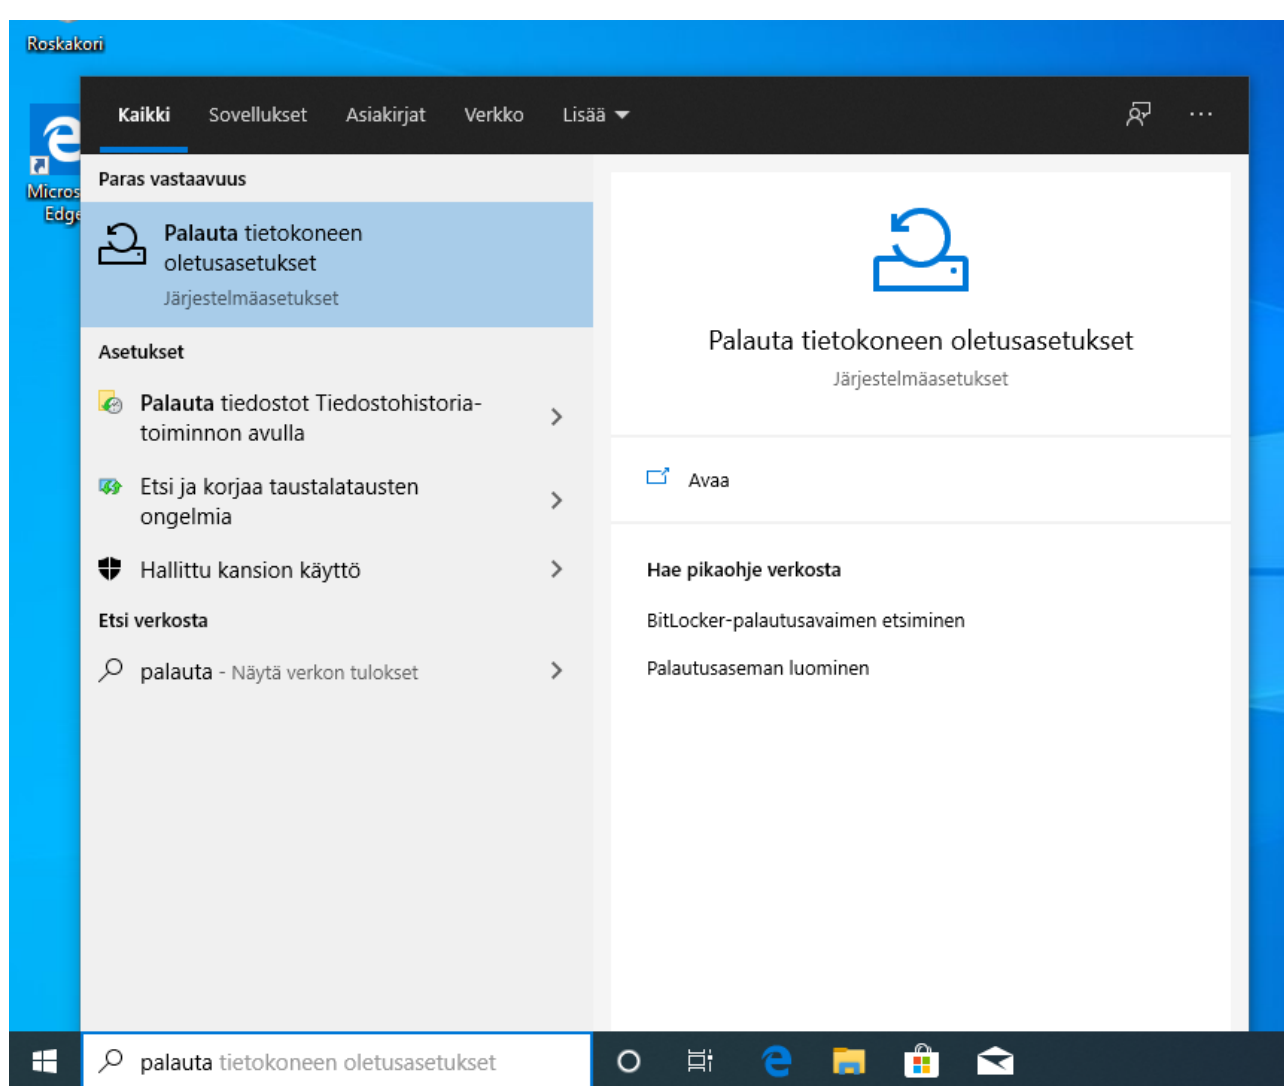 Roskakori
Kaikki Sovellukset Asiakirjat Verkko Lisää
Micros
Edge
Paras vastaavuus
Palauta tietokoneen
oletusasetukset
Järjestelmäasetukset
Asetukset
Palauta tiedostot Tiedostohistoria-
toiminnon avulla
Etsi ja korjaa taustalatausten
ongelmia
Hallittu kansion käyttö
Etsi verkosta
palauta - Näytä verkon tulokset
Palauta tietokoneen oletusasetukset
Järjestelmäasetukset
Avaa
Hae pikaohje verkosta
BitLocker-palautusavaimen etsiminen
Palautusaseman luominen
palauta tietokoneen oletusasetukset